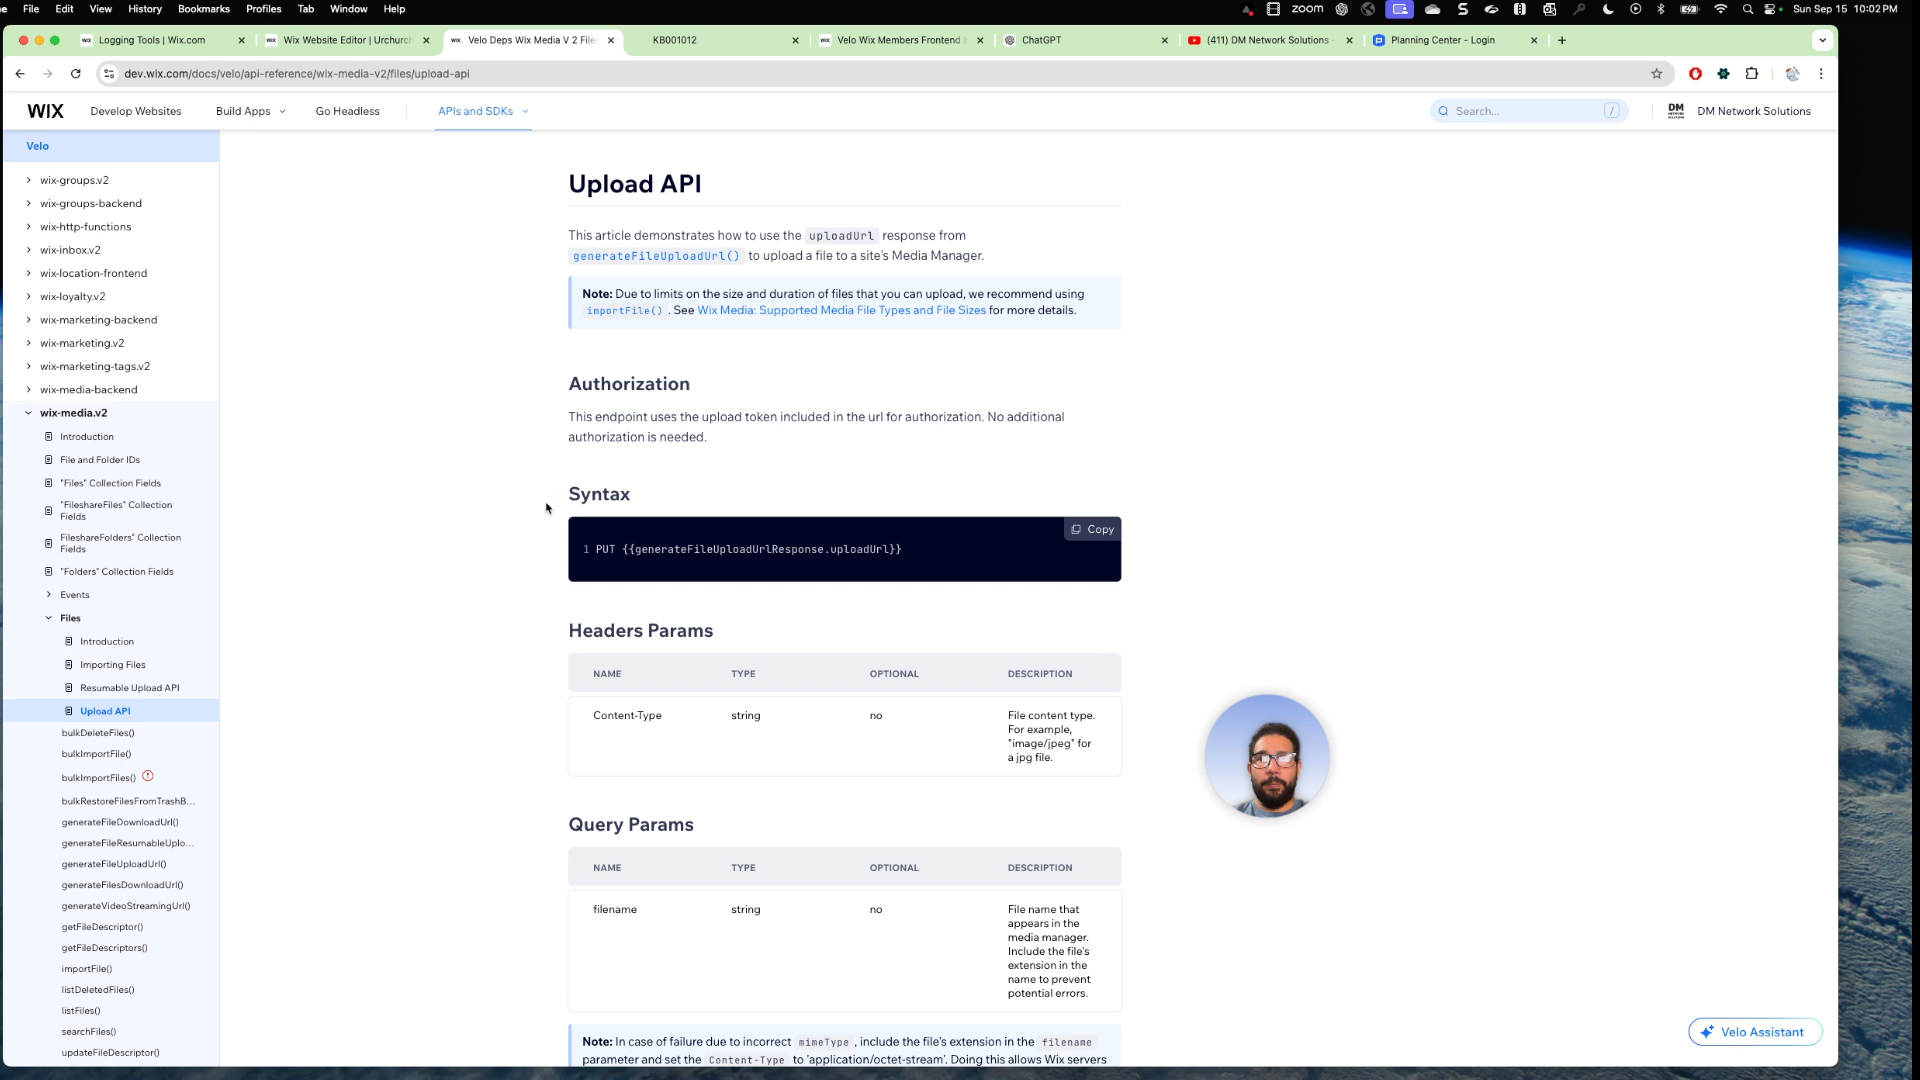 File Edit View History Bookmarks Profiles Tab Window Help
zoom Sun Sep 15 10:02 PM
Logging Tools | Wix.com
Wix Website Editor | Urchurch
Velo Deps Wix Media V 2 File
KB001012
Velo Wix Members Frontend
ChatGPT
(411) DM Network Solutions -
Planning Center - Login
dev.wix.com/docs/velo/api-reference/wix-media-v2/files/upload-api
WIX Develop Websites Build Apps Go Headless APIs and SDKs Search... / DM Network Solutions
Velo
wix-groups.v2
wix-groups-backend
wix-http-functions
wix-inbox.v2
wix-location-frontend
wix-loyalty.v2
wix-marketing-backend
wix-marketing.v2
wix-marketing-tags.v2
wix-media-backend
wix-media.v2
Introduction
File and Folder IDs
"Files" Collection Fields
"FileshareFiles" Collection
Fields
FileshareFolders" Collection
Fields
"Folders" Collection Fields
Events
Files
Introduction
Importing Files
Resumable Upload API
Upload API
bulkDeleteFiles()
bulkImportFile()
bulkImportFiles()
bulkRestoreFilesFromTrashB...
generateFileDownloadUrl()
generateFileResumableUplo...
generateFileUploadUrl()
generateFilesDownloadUrl()
generateVideoStreamingUrl()
getFileDescriptor()
getFileDescriptors()
importFile()
listDeletedFiles()
listFiles()
searchFiles()
updateFileDescriptor()
Upload API
This article demonstrates how to use the uploadUrl response from
generateFileUploadUrl() to upload a file to a site's Media Manager.
Note: Due to limits on the size and duration of files that you can upload, we recommend using
importFile() . See Wix Media: Supported Media File Types and File Sizes for more details.
Authorization
This endpoint uses the upload token included in the url for authorization. No additional
authorization is needed.
Syntax
Copy
1 PUT {{generateFileUploadUrlResponse.uploadUrl}}
Headers Params
NAME TYPE OPTIONAL DESCRIPTION
Content-Type string no File content type.
For example,
"image/jpeg" for
a jpg file.
Query Params
NAME TYPE OPTIONAL DESCRIPTION
filename string no File name that
appears in the
media manager.
Include the file's
extension in the
name to prevent
potential errors.
Note: In case of failure due to incorrect mimeType , include the file's extension in the filename
parameter and set the Content-Type to 'application/octet-stream'. Doing this allows Wix servers
Velo Assistant